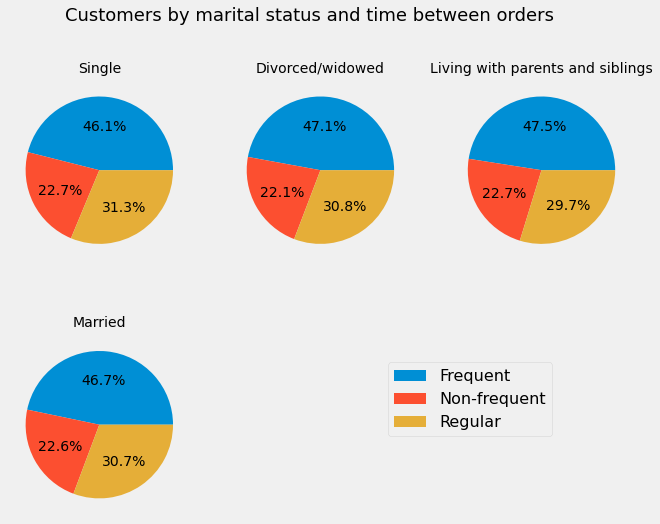 Customers by marital status and time between orders
Single
46.1%
22.7%
31.3%
Divorced/widowed
47.1%
22.1%
30.8%
Living with parents and siblings
47.5%
22.7%
29.7%
Married
46.7%
22.6%
30.7%
Frequent
Non-frequent
Regular